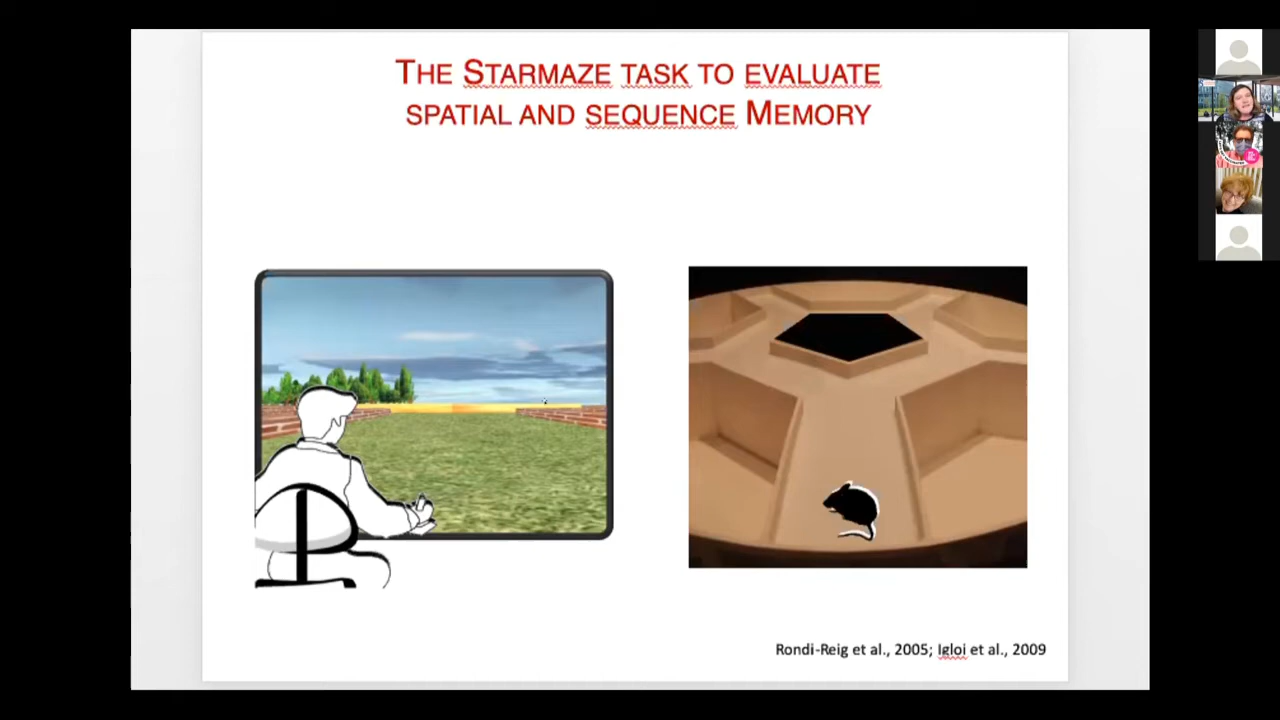 THE STARMAZE TASK TO EVALUATE
SPATIAL AND SEQUENCE MEMORY
Rondi-Reig et al., 2005; Igloi et al., 2009